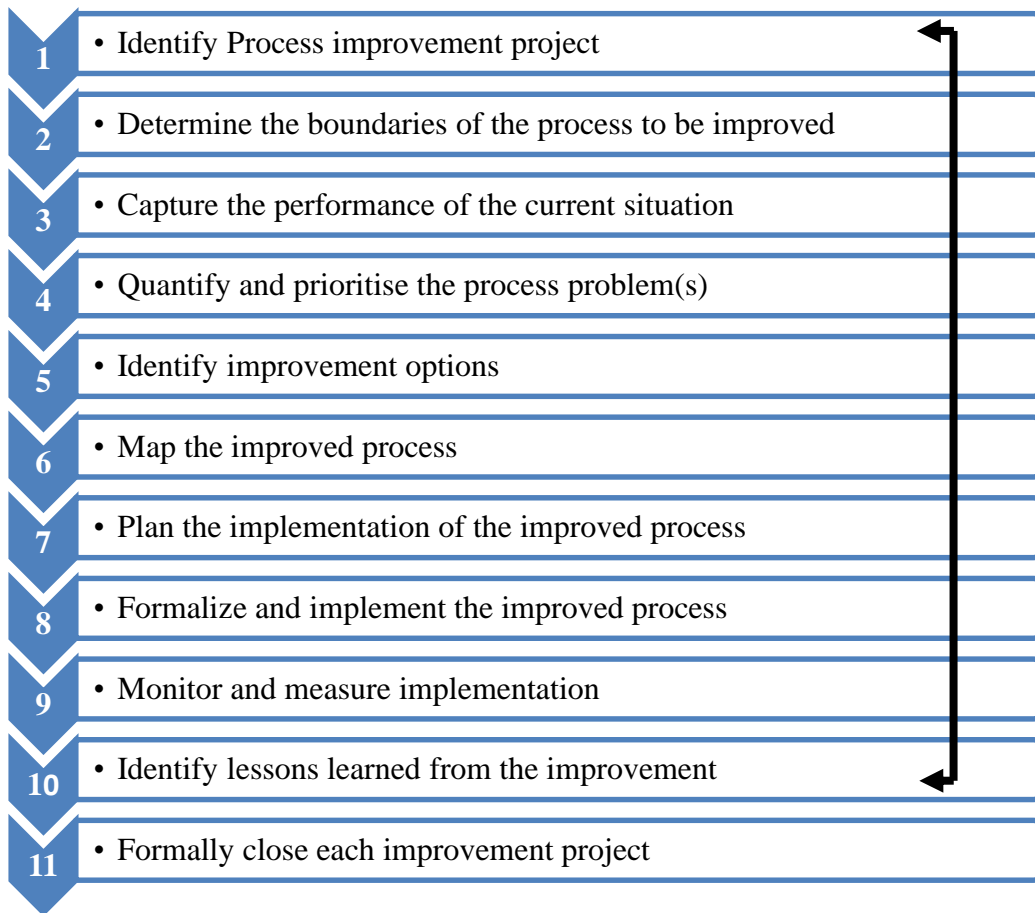 1 • Identify Process improvement project
2 • Determine the boundaries of the process to be improved
3 • Capture the performance of the current situation
4 • Quantify and prioritise the process problem(s)
5 • Identify improvement options
6 • Map the improved process
7 • Plan the implementation of the improved process
8 • Formalize and implement the improved process
9 • Monitor and measure implementation
10 • Identify lessons learned from the improvement
11 • Formally close each improvement project